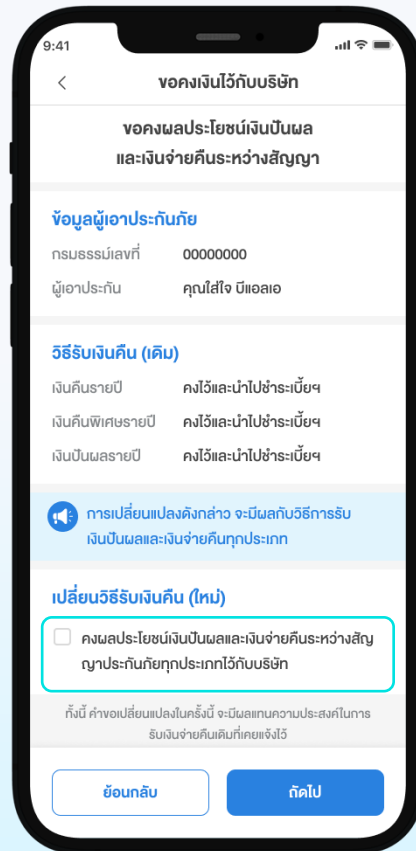 9:41
ขอคงเงินไว้กับบริษัท
ขอคงผลประโยชน์เงินปันผล
และเงินจ่ายคืนระหว่างสัญญา
ข้อมูลผู้เอาประกันภัย
กรมธรรม์เลขที่ 00000000
ผู้เอาประกัน คุณใส่ใจ บีแอลเอ
วิธีรับเงินคืน (เดิม)
เงินคืนรายปี คงไว้และนำไปชำระเบี้ยฯ
เงินคืนพิเศษรายปี คงไว้และนำไปชำระเบี้ยฯ
เงินปันผลรายปี คงไว้และนำไปชำระเบี้ยฯ
การเปลี่ยนแปลงดังกล่าว จะมีผลกับวิธีการรับ
เงินปันผลและเงินจ่ายคืนทุกประเภท
เปลี่ยนวิธีรับเงินคืน (ใหม่)
คงผลประโยชน์เงินปันผลและเงินจ่ายคืนระหว่างสัญ
ญาประกันภัยทุกประเภทไว้กับบริษัท
ทั้งนี้ คำขอเปลี่ยนแปลงในครั้งนี้ จะมีผลแทนความประสงค์ในการ
รับเงินจ่ายคืนเดิมที่เคยแจ้งไว้
ย้อนกลับ ถัดไป